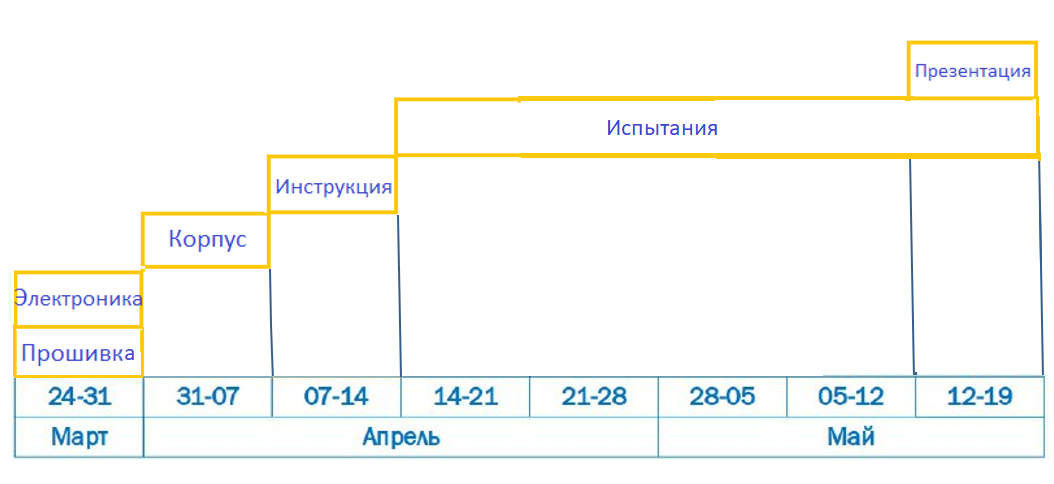 Презентация
Испытания
Инструкция
Корпус
Электроника
Прошивка
24-31 31-07 07-14 14-21 21-28 28-05 05-12 12-19
Март Апрель Май